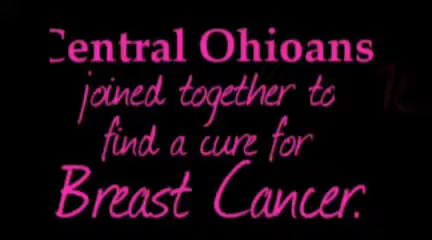 Central Ohioans
joined together to
find a cure for
Breast Cancer.